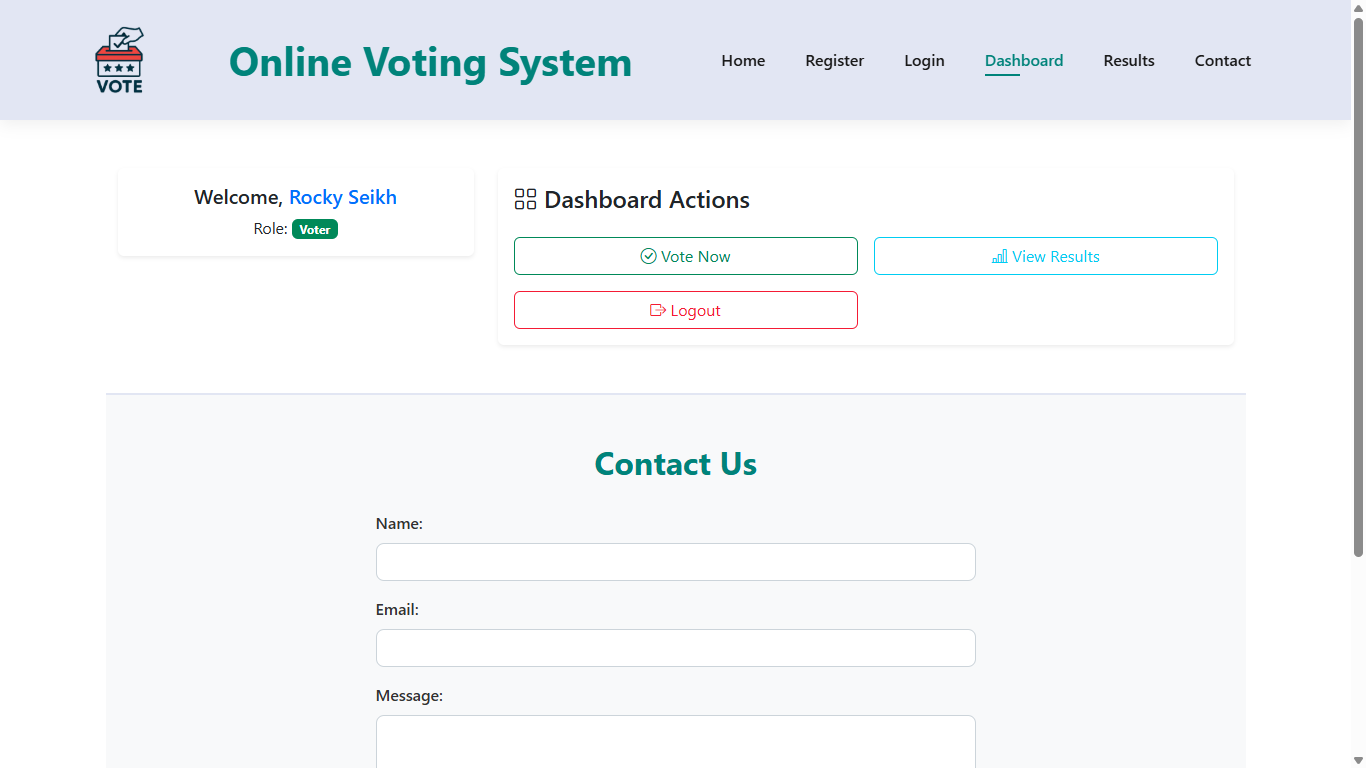 VOTE
Online Voting System
Home
Register
Login
Dashboard
Results
Contact
Welcome, Rocky Seikh
Role: Voter
Dashboard Actions
Vote Now
View Results
Logout
Contact Us
Name:
Email:
Message: